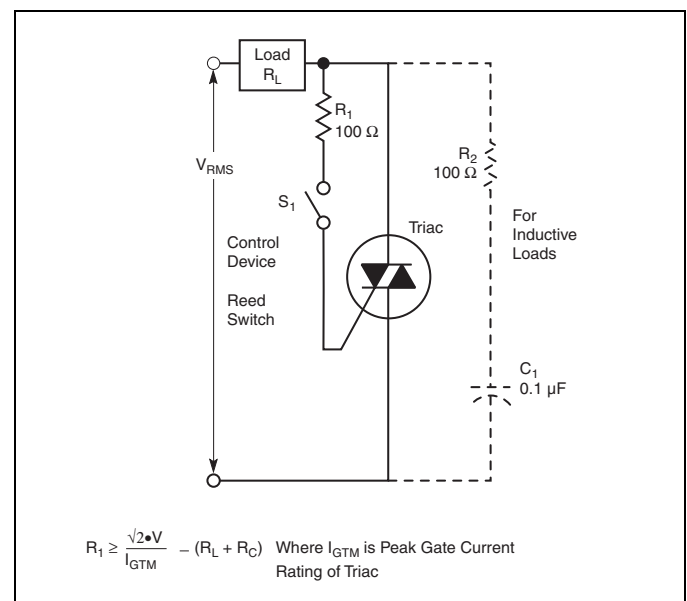 Load
R_L
R_1
100 Ω
V_RMS
R_2
100 Ω
S_1
Triac
For
Inductive
Loads
Control
Device
Reed
Switch
C_1
0.1 µF
R_1 ≥ √2•V / I_GTM – (R_L + R_C) Where I_GTM is Peak Gate Current
Rating of Triac